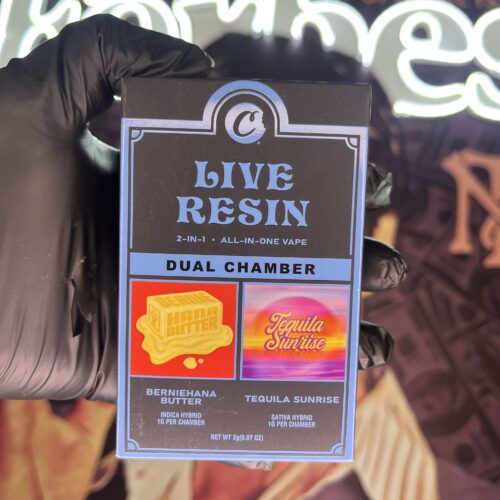 C
LIVE
RESIN
2-IN-1 • ALL-IN-ONE VAPE
DUAL CHAMBER
HANA
BUTTER
Tequila
Sunrise
BERNIEHANA
BUTTER
INDICA HYBRID
1G PER CHAMBER
TEQUILA SUNRISE
SATIVA HYBRID
1G PER CHAMBER
NET WT 2g(0.07 OZ)